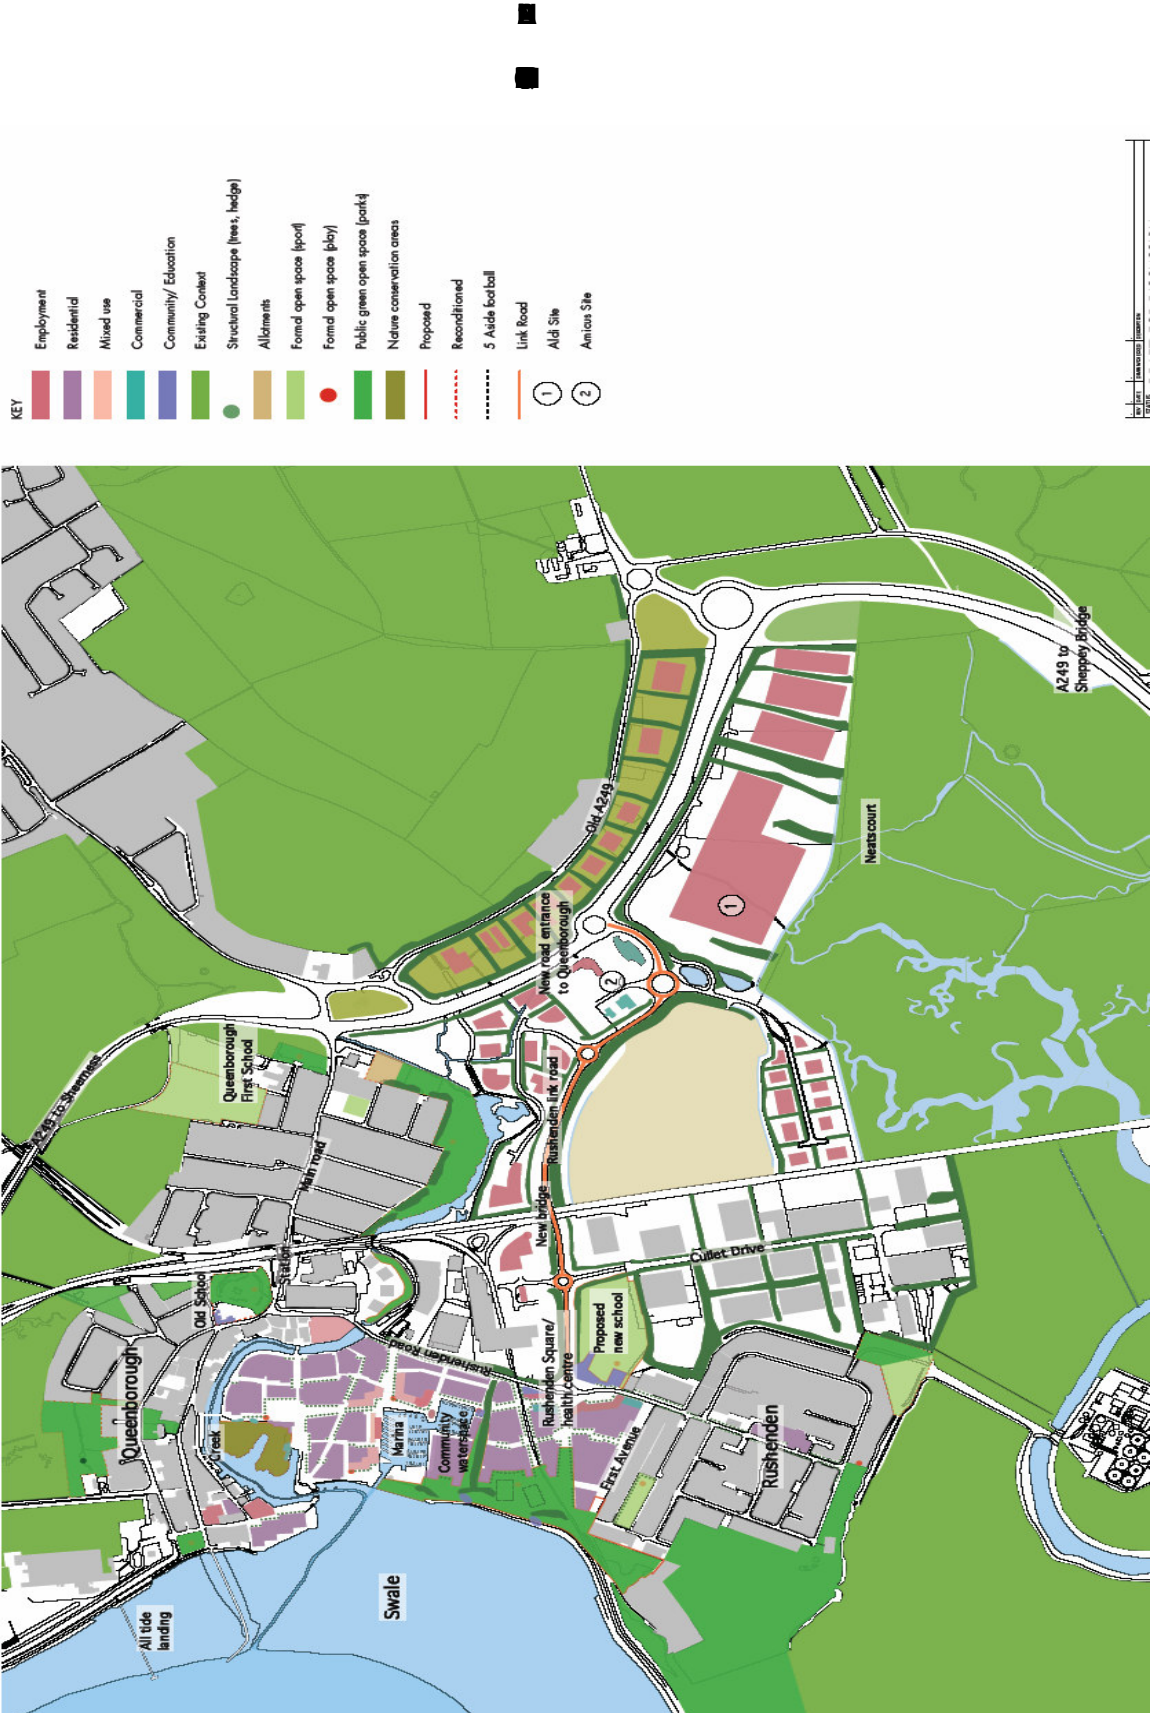 KEY
Employment
Residential
Mixed use
Commercial
Community/ Education
Existing Context
Structural Landscape (trees, hedge)
Allotments
Formal open space (sport)
Formal open space (play)
Public green open space (parks)
Nature conservation areas
Proposed
Reconditioned
5 Aside football
Link Road
1
Aldi Site
2
Amicus Site
A249 to Sheerness
Queenborough
First School
Main road
Station
Old School
Queenborough
Creek
All tide
landing
Swale
Marina
Community
waterspace
Rushenden Road
Rushenden Square/
health centre
New bridge
Rushenden link road
New road entrance
to Queenborough
Old A249
1
2
Proposed
new school
Cullet Drive
First Avenue
Rushenden
Neatscourt
A249 to
Sheppey Bridge